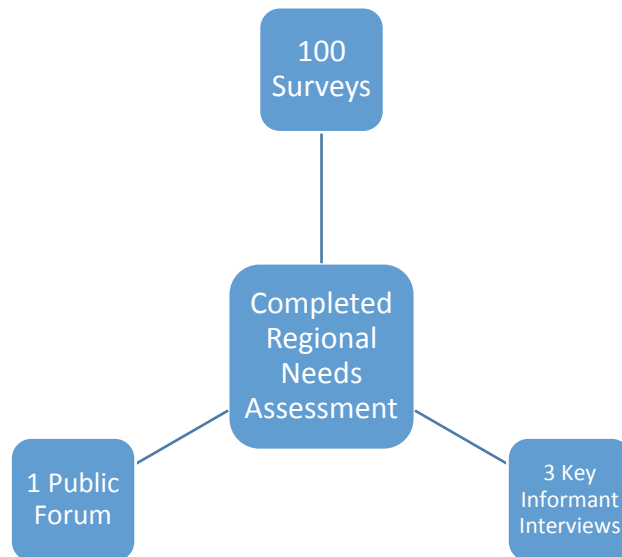 100
Surveys
Completed
Regional
Needs
Assessment
1 Public
Forum
3 Key
Informant
Interviews